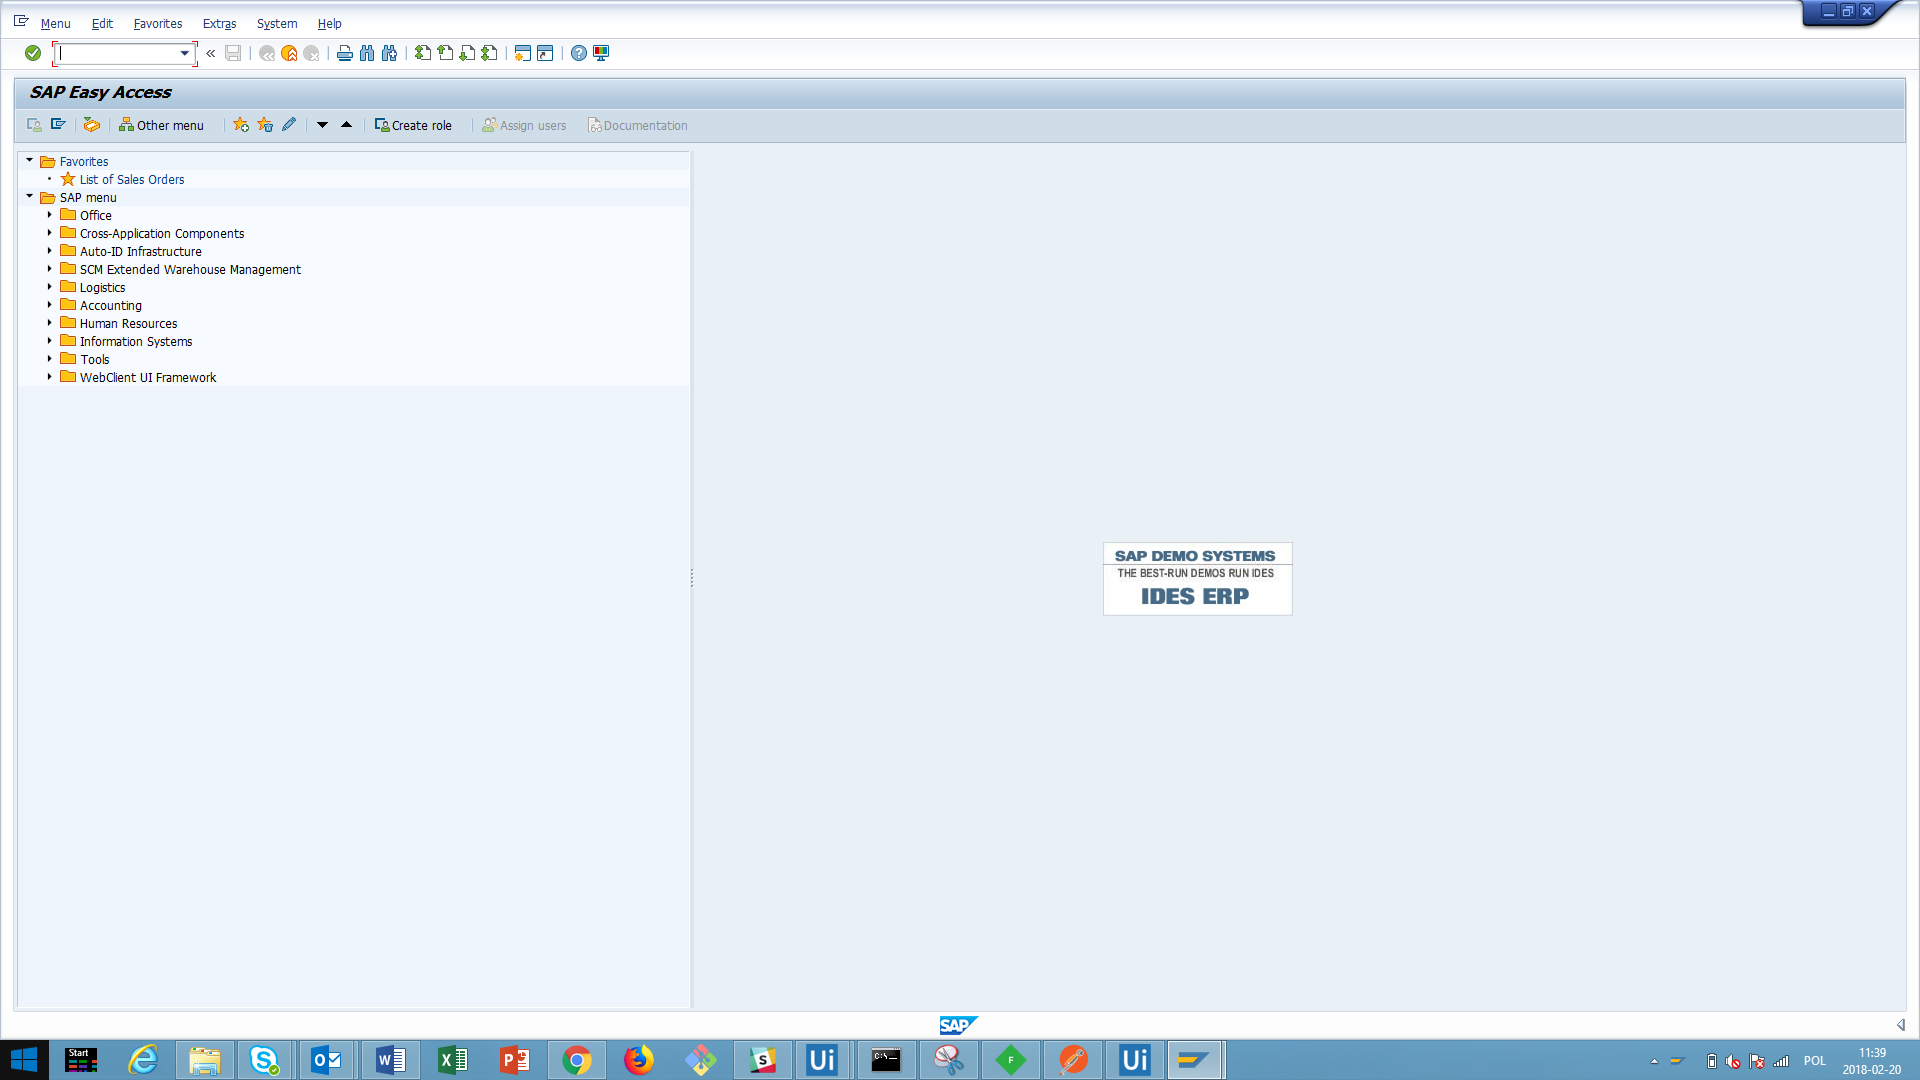 Menu Edit Favorites Extras System Help
SAP Easy Access
Other menu Create role Assign users Documentation
Favorites
List of Sales Orders
SAP menu
Office
Cross-Application Components
Auto-ID Infrastructure
SCM Extended Warehouse Management
Logistics
Accounting
Human Resources
Information Systems
Tools
WebClient UI Framework
SAP DEMO SYSTEMS
THE BEST-RUN DEMOS RUN IDES
IDES ERP
SAP
Start
Ui
C:\_
F
Ui
POL
11:39
2018-02-20